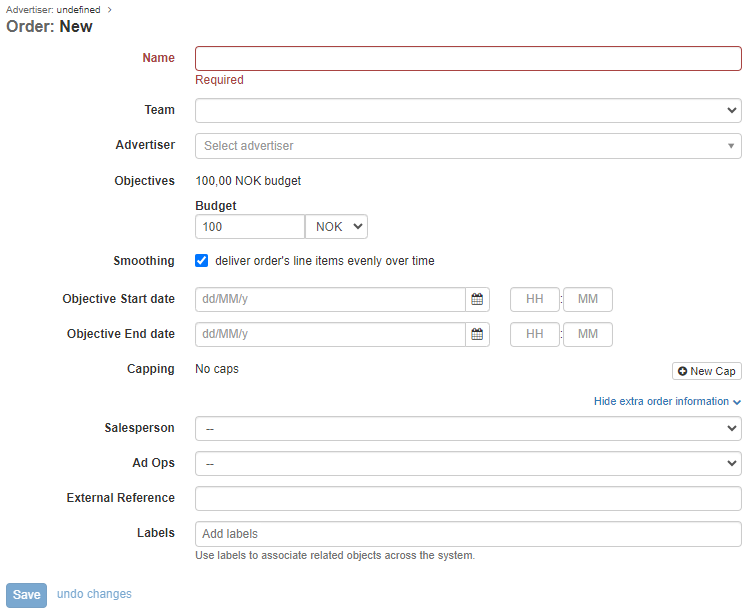 Advertiser: undefined >
Order: New
Name
Required
Team
Advertiser Select advertiser
Objectives 100,00 NOK budget
Budget
100 NOK
Smoothing deliver order's line items evenly over time
Objective Start date dd/MM/y HH : MM
Objective End date dd/MM/y HH : MM
Capping No caps New Cap
Hide extra order information
Salesperson --
Ad Ops --
External Reference
Labels Add labels
Use labels to associate related objects across the system.
Save undo changes